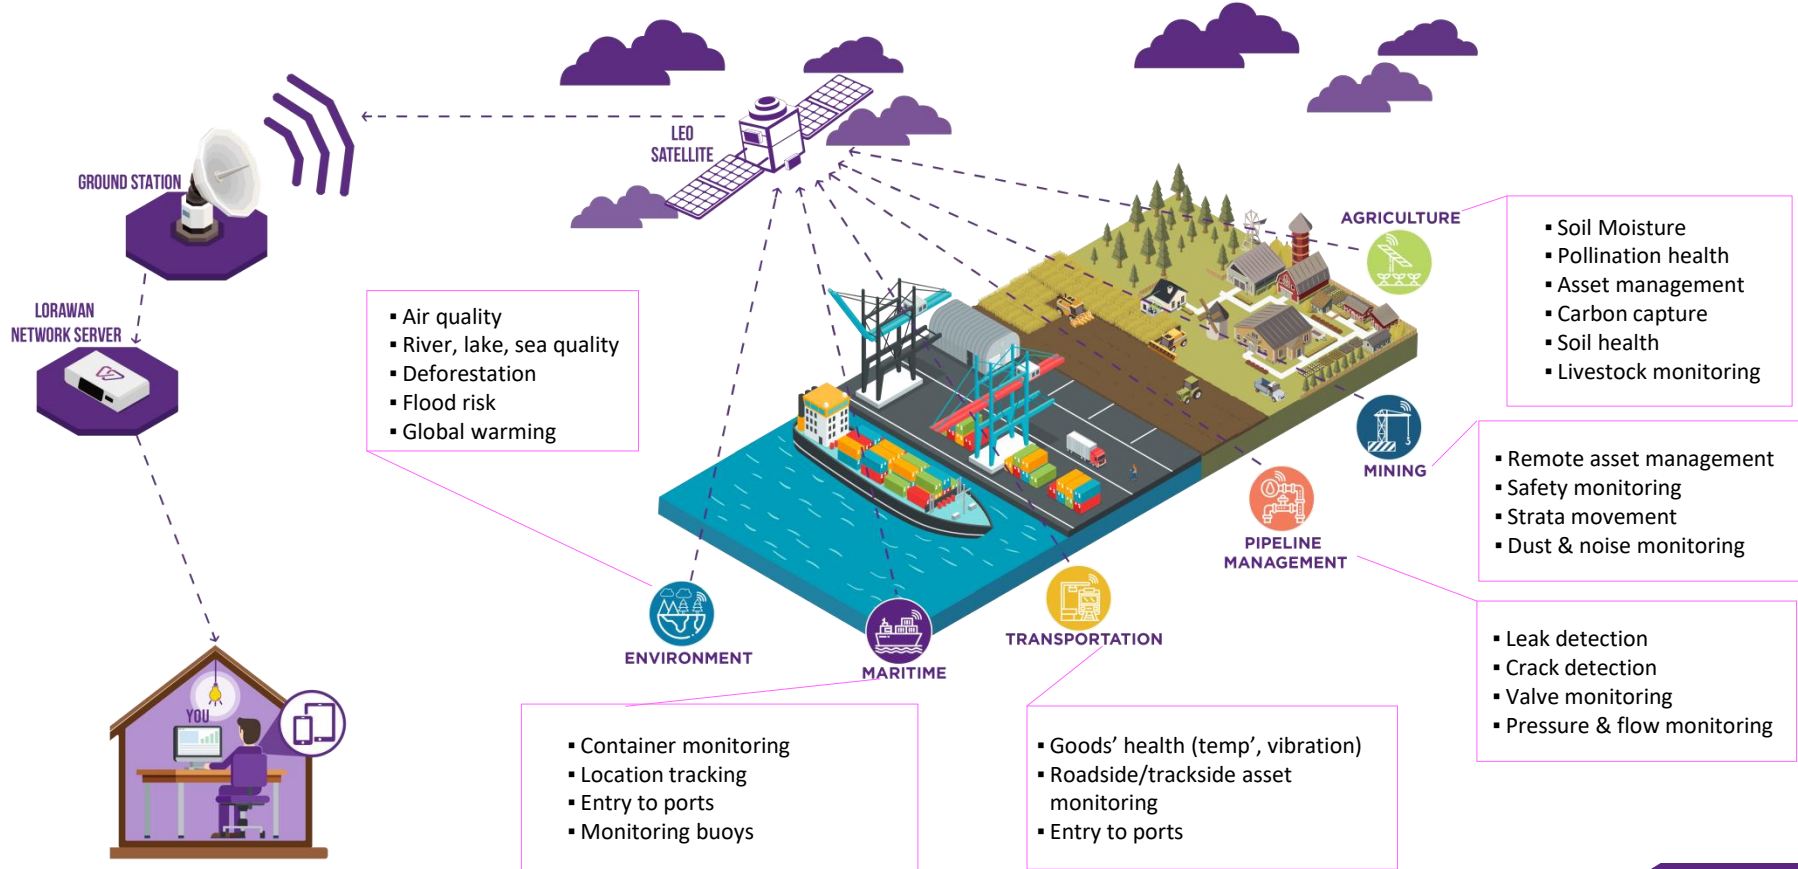 LEO
SATELLITE
GROUND STATION
LORAWAN
NETWORK SERVER
YOU
▪ Air quality
▪ River, lake, sea quality
▪ Deforestation
▪ Flood risk
▪ Global warming
ENVIRONMENT
MARITIME
▪ Container monitoring
▪ Location tracking
▪ Entry to ports
▪ Monitoring buoys
TRANSPORTATION
▪ Goods’ health (temp’, vibration)
▪ Roadside/trackside asset
monitoring
▪ Entry to ports
AGRICULTURE
▪ Soil Moisture
▪ Pollination health
▪ Asset management
▪ Carbon capture
▪ Soil health
▪ Livestock monitoring
MINING
▪ Remote asset management
▪ Safety monitoring
▪ Strata movement
▪ Dust & noise monitoring
PIPELINE
MANAGEMENT
▪ Leak detection
▪ Crack detection
▪ Valve monitoring
▪ Pressure & flow monitoring